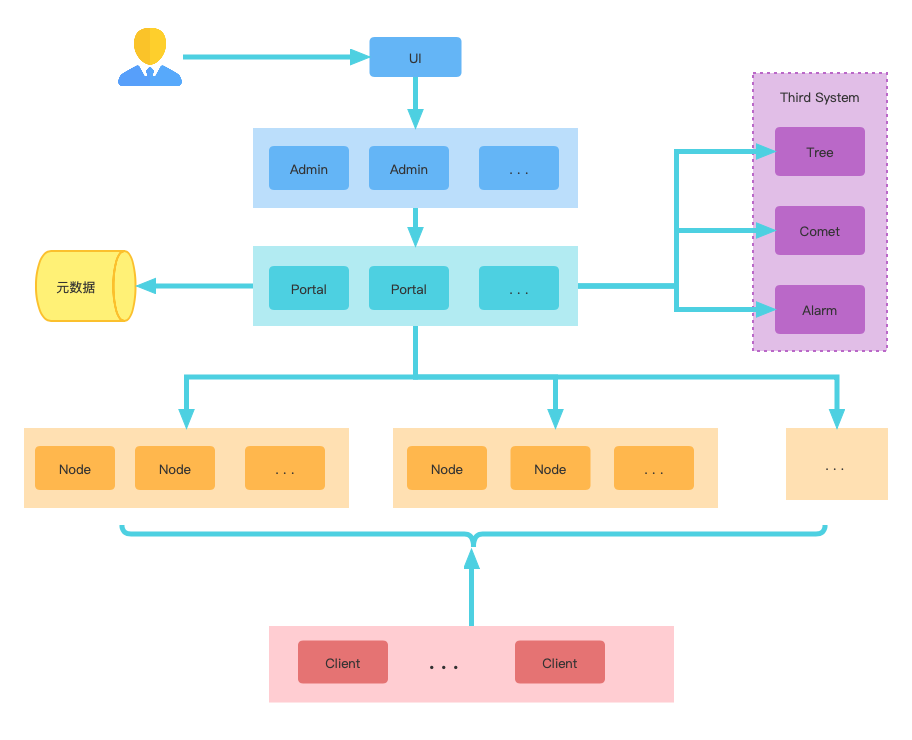 UI
Third System
Tree
Comet
Alarm
Admin Admin ...
元数据
Portal Portal ...
Node Node ...
Node Node ...
...
Client ... Client